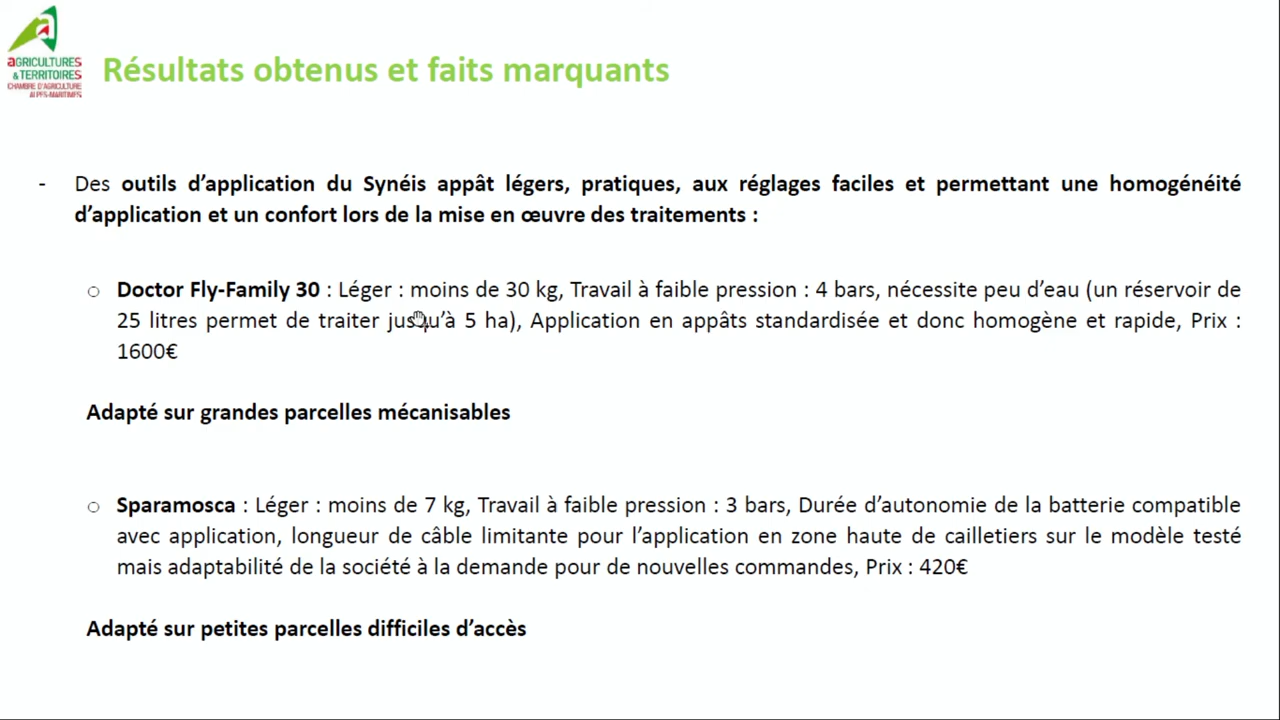 aGRICULTURES
& TERRITOIRES
CHAMBRE D'AGRICULTURE
ALPES-MARITIMES
Résultats obtenus et faits marquants
- Des outils d'application du Synéis appât légers, pratiques, aux réglages faciles et permettant une homogénéité
d'application et un confort lors de la mise en œuvre des traitements :
○ Doctor Fly-Family 30 : Léger : moins de 30 kg, Travail à faible pression : 4 bars, nécessite peu d'eau (un réservoir de
25 litres permet de traiter jusqu'à 5 ha), Application en appâts standardisée et donc homogène et rapide, Prix :
1600€
Adapté sur grandes parcelles mécanisables
○ Sparamosca : Léger : moins de 7 kg, Travail à faible pression : 3 bars, Durée d'autonomie de la batterie compatible
avec application, longueur de câble limitante pour l'application en zone haute de cailletiers sur le modèle testé
mais adaptabilité de la société à la demande pour de nouvelles commandes, Prix : 420€
Adapté sur petites parcelles difficiles d'accès